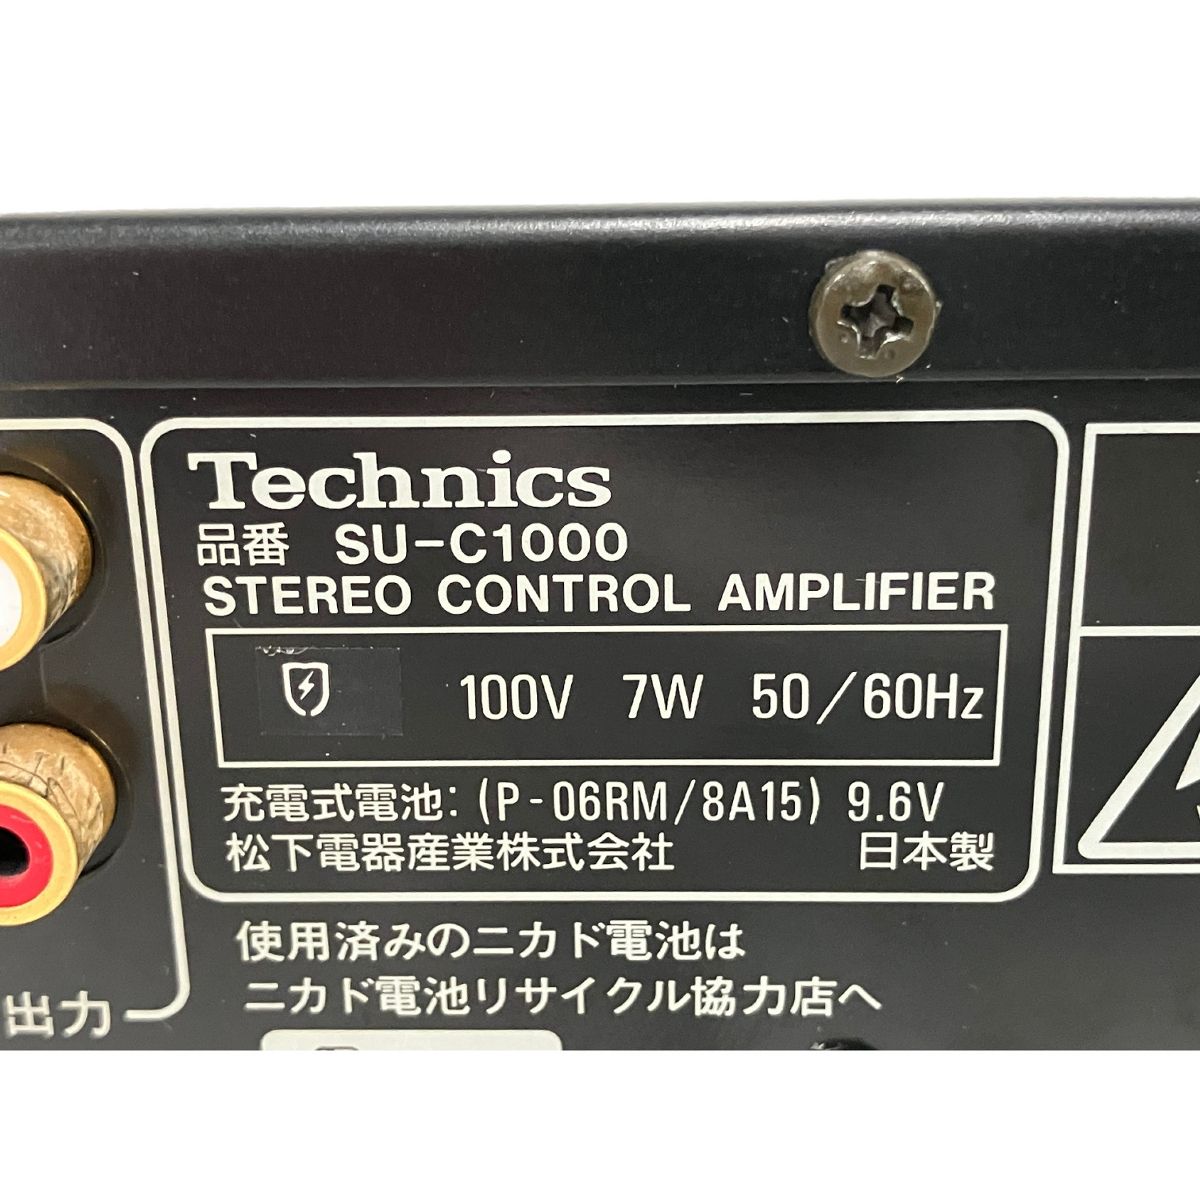 Technics
品番 SU-C1000
STEREO CONTROL AMPLIFIER
100V 7W 50/60Hz
充電式電池: (P-06RM/8A15) 9.6V
松下電器産業株式会社 日本製
使用済みのニカド電池は
ニカド電池リサイクル協力店へ
出力